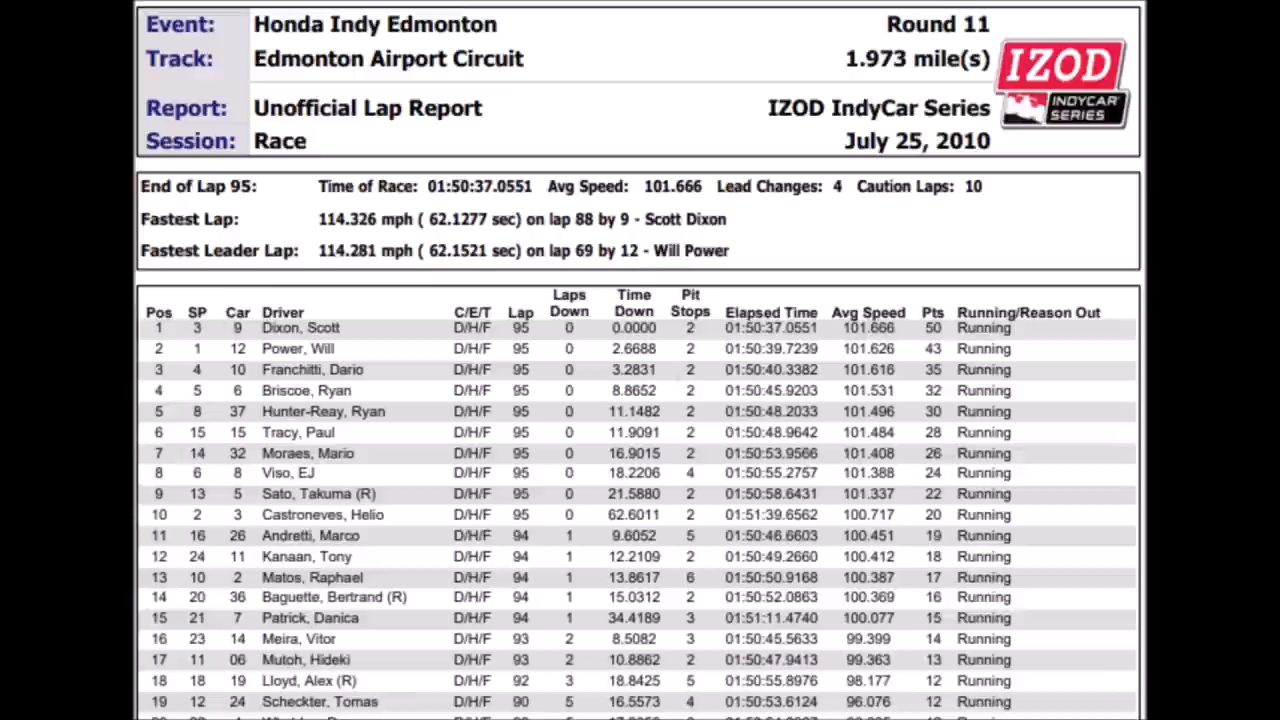 Event: Honda Indy Edmonton Round 11
Track: Edmonton Airport Circuit 1.973 mile(s)
IZOD
INDYCAR
SERIES
Report: Unofficial Lap Report IZOD IndyCar Series
Session: Race July 25, 2010
End of Lap 95: Time of Race: 01:50:37.0551 Avg Speed: 101.666 Lead Changes: 4 Caution Laps: 10
Fastest Lap: 114.326 mph ( 62.1277 sec) on lap 88 by 9 - Scott Dixon
Fastest Leader Lap: 114.281 mph ( 62.1521 sec) on lap 69 by 12 - Will Power
Laps Time Pit
Pos SP Car Driver C/E/T Lap Down Down Stops Elapsed Time Avg Speed Pts Running/Reason Out
1 3 9 Dixon, Scott D/H/F 95 0 0.0000 2 01:50:37.0551 101.666 50 Running
2 1 12 Power, Will D/H/F 95 0 2.6688 2 01:50:39.7239 101.626 43 Running
3 4 10 Franchitti, Dario D/H/F 95 0 3.2831 2 01:50:40.3382 101.616 35 Running
4 5 6 Briscoe, Ryan D/H/F 95 0 8.8652 2 01:50:45.9203 101.531 32 Running
5 8 37 Hunter-Reay, Ryan D/H/F 95 0 11.1482 2 01:50:48.2033 101.496 30 Running
6 15 15 Tracy, Paul D/H/F 95 0 11.9091 2 01:50:48.9642 101.484 28 Running
7 14 32 Moraes, Mario D/H/F 95 0 16.9015 2 01:50:53.9566 101.408 26 Running
8 6 8 Viso, EJ D/H/F 95 0 18.2206 4 01:50:55.2757 101.388 24 Running
9 13 5 Sato, Takuma (R) D/H/F 95 0 21.5880 2 01:50:58.6431 101.337 22 Running
10 2 3 Castroneves, Helio D/H/F 95 0 62.6011 2 01:51:39.6562 100.717 20 Running
11 16 26 Andretti, Marco D/H/F 94 1 9.6052 5 01:50:46.6603 100.451 19 Running
12 24 11 Kanaan, Tony D/H/F 94 1 12.2109 2 01:50:49.2660 100.412 18 Running
13 10 2 Matos, Raphael D/H/F 94 1 13.8617 6 01:50:50.9168 100.387 17 Running
14 20 36 Baguette, Bertrand (R) D/H/F 94 1 15.0312 2 01:50:52.0863 100.369 16 Running
15 21 7 Patrick, Danica D/H/F 94 1 34.4189 3 01:51:11.4740 100.077 15 Running
16 23 14 Meira, Vitor D/H/F 93 2 8.5082 3 01:50:45.5633 99.399 14 Running
17 11 06 Mutoh, Hideki D/H/F 93 2 10.8862 2 01:50:47.9413 99.363 13 Running
18 18 19 Lloyd, Alex (R) D/H/F 92 3 18.8425 5 01:50:55.8976 98.177 12 Running
19 12 24 Scheckter, Tomas D/H/F 90 5 16.5573 4 01:50:53.6124 96.076 12 Running